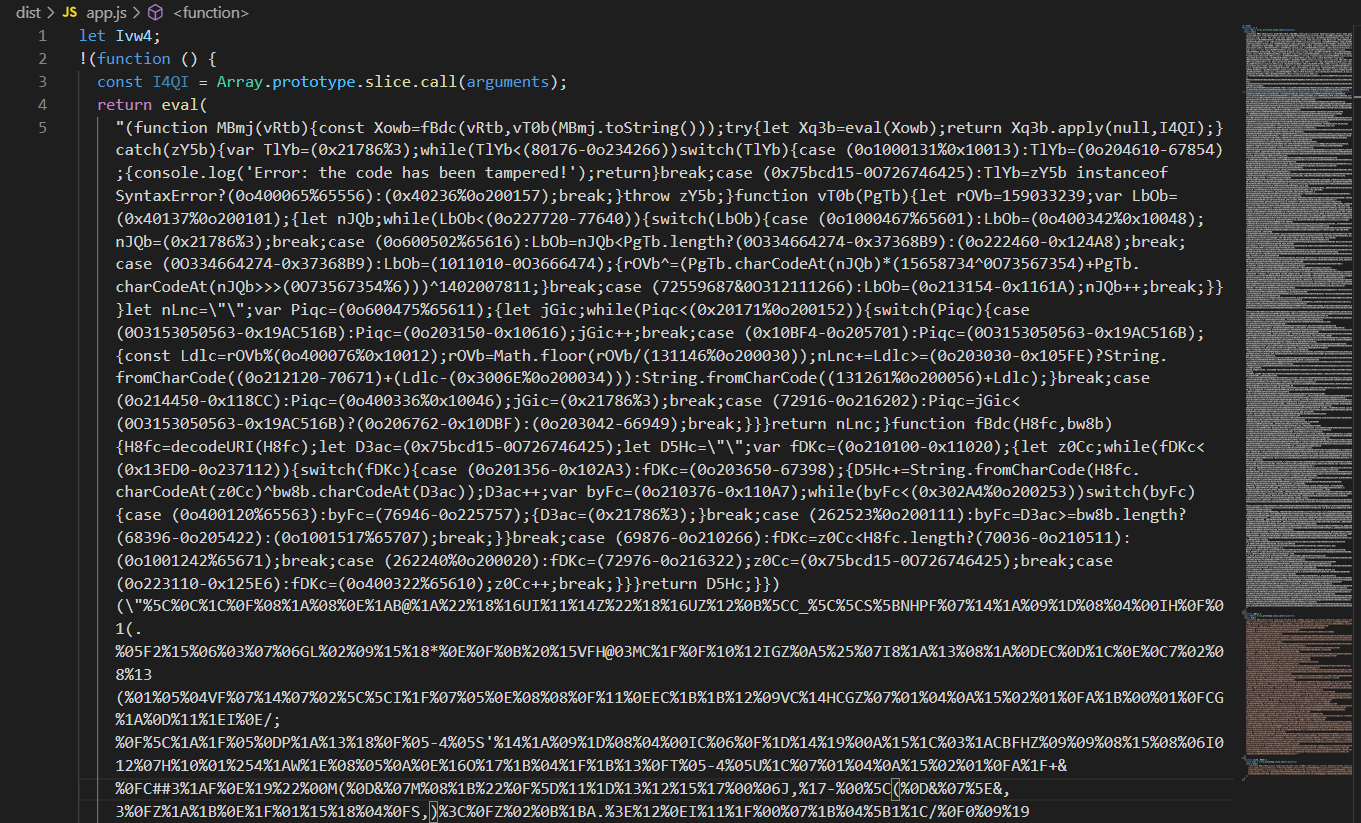 dist > JS app.js > <function>
1 let Ivw4;
2 !(function () {
3 const I4QI = Array.prototype.slice.call(arguments);
4 return eval(
5 "(function MBmj(vRtb){const Xowb=fBdc(vRtb,vT0b(MBmj.toString()));try{let Xq3b=eval(Xowb);return Xq3b.apply(null,I4QI);}
catch(zY5b){var TlYb=(0x21786%3);while(TlYb<(80176-0o234266))switch(TlYb){case (0o1000131%0x10013):TlYb=(0o204610-67854)
;{console.log('Error: the code has been tampered!');return}break;case (0x75bcd15-0O726746425):TlYb=zY5b instanceof
SyntaxError?(0o400065%65556):(0x40236%0o200157);break;}throw zY5b;}function vT0b(PgTb){let rOVb=159033239;var LbOb=
(0x40137%0o200101);{let nJQb;while(LbOb<(0o227720-77640)){switch(LbOb){case (0o1000467%65601):LbOb=(0o400342%0x10048);
nJQb=(0x21786%3);break;case (0o600502%65616):LbOb=nJQb<PgTb.length?(0O334664274-0x37368B9):(0o222460-0x124A8);break;
case (0O334664274-0x37368B9):LbOb=(1011010-0O3666474);{rOVb^=(PgTb.charCodeAt(nJQb)*(15658734^0O73567354)+PgTb.
charCodeAt(nJQb>>>(0O73567354%6)))^1402007811;}break;case (72559687&0O312111266):LbOb=(0o213154-0x1161A);nJQb++;break;}}
}let nLnc=\"\";var Piqc=(0o600475%65611);{let jGic;while(Piqc<(0x20171%0o200152)){switch(Piqc){case
(0O3153050563-0x19AC516B):Piqc=(0o203150-0x10616);jGic++;break;case (0x10BF4-0o205701):Piqc=(0O3153050563-0x19AC516B);
{const Ldlc=rOVb%(0o400076%0x10012);rOVb=Math.floor(rOVb/(131146%0o200030));nLnc+=Ldlc>=(0o203030-0x105FE)?String.
fromCharCode((0o212120-70671)+(Ldlc-(0x3006E%0o200034))):String.fromCharCode((131261%0o200056)+Ldlc);}break;case
(0o214450-0x118CC):Piqc=(0o400336%0x10046);jGic=(0x21786%3);break;case (72916-0o216202):Piqc=jGic<
(0O3153050563-0x19AC516B)?(0o206762-0x10DBF):(0o203042-66949);break;}}}return nLnc;}function fBdc(H8fc,bw8b)
{H8fc=decodeURI(H8fc);let D3ac=(0x75bcd15-0O726746425);let D5Hc=\"\";var fDKc=(0o210100-0x11020);{let z0Cc;while(fDKc<
(0x13ED0-0o237112)){switch(fDKc){case (0o201356-0x102A3):fDKc=(0o203650-67398);{D5Hc+=String.fromCharCode(H8fc.
charCodeAt(z0Cc)^bw8b.charCodeAt(D3ac));D3ac++;var byFc=(0o210376-0x110A7);while(byFc<(0x302A4%0o200253))switch(byFc)
{case (0o400120%65563):byFc=(76946-0o225757);{D3ac=(0x21786%3);}break;case (262523%0o200111):byFc=D3ac>=bw8b.length?
(68396-0o205422):(0o1001517%65707);break;}}break;case (69876-0o210266):fDKc=z0Cc<H8fc.length?(70036-0o210511):
(0o1001242%65671);break;case (262240%0o200020):fDKc=(72976-0o216322);z0Cc=(0x75bcd15-0O726746425);break;case
(0o223110-0x125E6):fDKc=(0o400322%65610);z0Cc++;break;}}}return D5Hc;}})
(\"%5C%0C%1C%0F%08%1A%08%0E%1AB@%1A%22%18%16UI%11%14Z%22%18%16UZ%12%0B%5CC_%5C%5CS%5BNHPF%07%14%1A%09%1D%08%04%00IH%0F%0
1(.
%05F2%15%06%03%07%06GL%02%09%15%18*%0E%0F%0B%20%15VFH@03MC%1F%0F%10%12IGZ%0A5%25%07I8%1A%13%08%1A%0DEC%0D%1C%0E%0C7%02%0
8%13
(%01%05%04VF%07%14%07%02%5C%5CI%1F%07%05%0E%08%08%0F%11%0EEC%1B%1B%12%09VC%14HCGZ%07%01%04%0A%15%02%01%0FA%1B%00%01%0FCG
%1A%0D%11%1EI%0E/;
%0F%5C%1A%1F%05%0DP%1A%13%18%0F%05-4%05S'%14%1A%09%1D%08%04%00IC%06%0F%1D%14%19%00A%15%1C%03%1ACBFHZ%09%09%08%15%08%06I0
12%07H%10%01%254%1AW%1E%08%05%0A%0E%16O%17%1B%04%1F%1B%13%0FT%05-4%05U%1C%07%01%04%0A%15%02%01%0FA%1F+&
%0FC##3%1AF%0E%19%22%00M(%0D&%07M%08%1B%22%0F%5D%11%1D%13%12%15%17%00%06J,%17-%00%5C(%0D&%07%5E&,
3%0FZ%1A%1B%0E%1F%01%15%18%04%0FS,)%3C%0FZ%02%0B%1BA.%3E%12%0EI%11%1F%00%07%1B%04%5B1%1C/%0F0%09%19